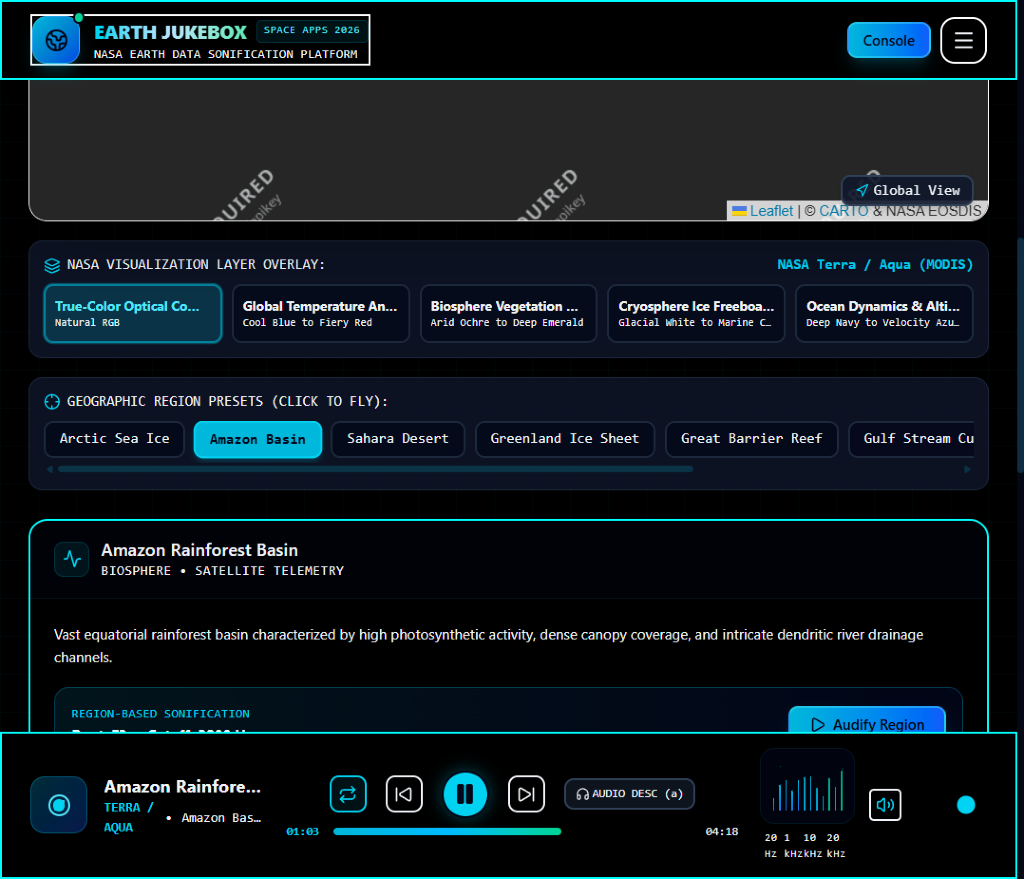 EARTH JUKEBOX
SPACE APPS 2026
NASA EARTH DATA SONIFICATION PLATFORM
Console
Global View
Leaflet | © CARTO & NASA EOSDIS
NASA VISUALIZATION LAYER OVERLAY:
NASA Terra / Aqua (MODIS)
True-Color Optical Co...
Natural RGB
Global Temperature An...
Cool Blue to Fiery Red
Biosphere Vegetation ...
Arid Ochre to Deep Emerald
Cryosphere Ice Freeboa...
Glacial White to Marine C...
Ocean Dynamics & Alti...
Deep Navy to Velocity Azu...
GEOGRAPHIC REGION PRESETS (CLICK TO FLY):
Arctic Sea Ice
Amazon Basin
Sahara Desert
Greenland Ice Sheet
Great Barrier Reef
Gulf Stream Cu
Amazon Rainforest Basin
BIOSPHERE • SATELLITE TELEMETRY
Vast equatorial rainforest basin characterized by high photosynthetic activity, dense canopy coverage, and intricate dendritic river drainage
channels.
REGION-BASED SONIFICATION
Audify Region
Amazon Rainfore...
TERRA /
AQUA
• Amazon Bas...
AUDIO DESC (a)
01:03
04:18
20 1 10 20
Hz kHz kHz kHz